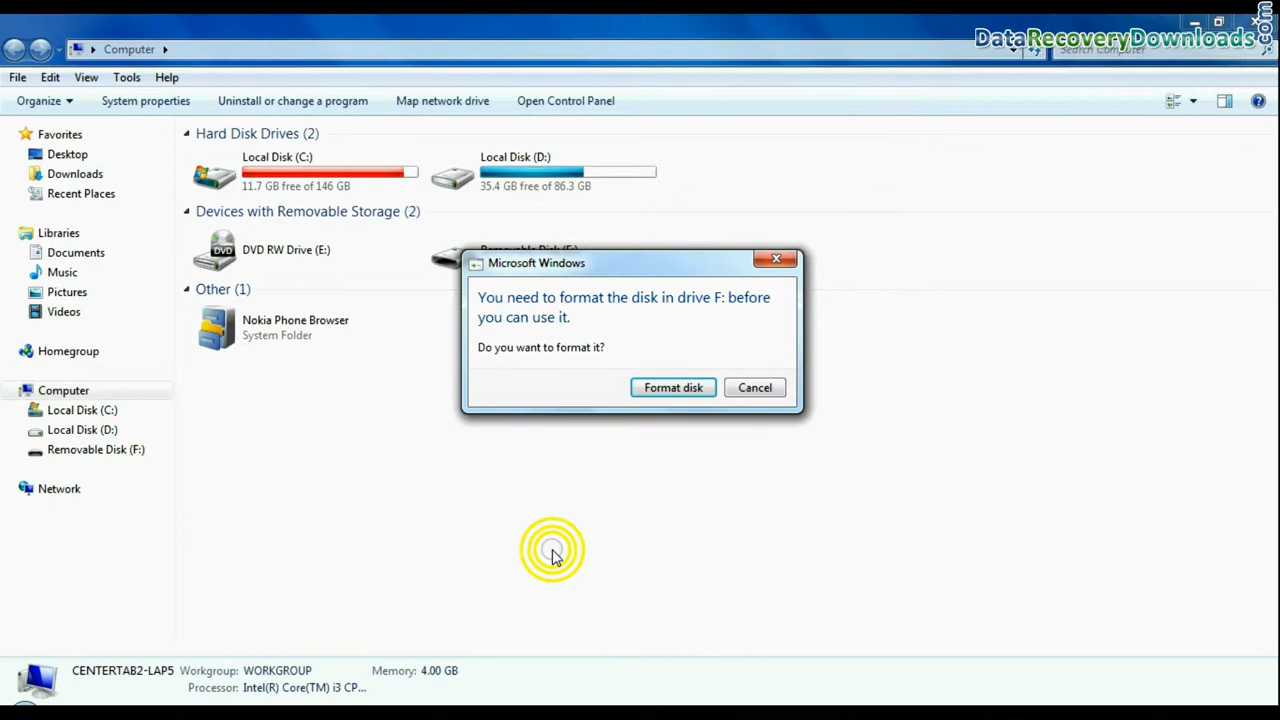 DataRecoveryDownloads.com
Computer
Search Computer
File Edit View Tools Help
Organize System properties Uninstall or change a program Map network drive Open Control Panel
Favorites
Desktop
Downloads
Recent Places
Libraries
Documents
Music
Pictures
Videos
Homegroup
Computer
Local Disk (C:)
Local Disk (D:)
Removable Disk (F:)
Network
Hard Disk Drives (2)
Local Disk (C:)
11.7 GB free of 146 GB
Local Disk (D:)
35.4 GB free of 86.3 GB
Devices with Removable Storage (2)
DVD
DVD RW Drive (E:)
Removable Disk (F:)
Other (1)
Nokia Phone Browser
System Folder
Microsoft Windows
You need to format the disk in drive F: before
you can use it.
Do you want to format it?
Format disk Cancel
CENTERTAB2-LAP5 Workgroup: WORKGROUP Memory: 4.00 GB
Processor: Intel(R) Core(TM) i3 CP...